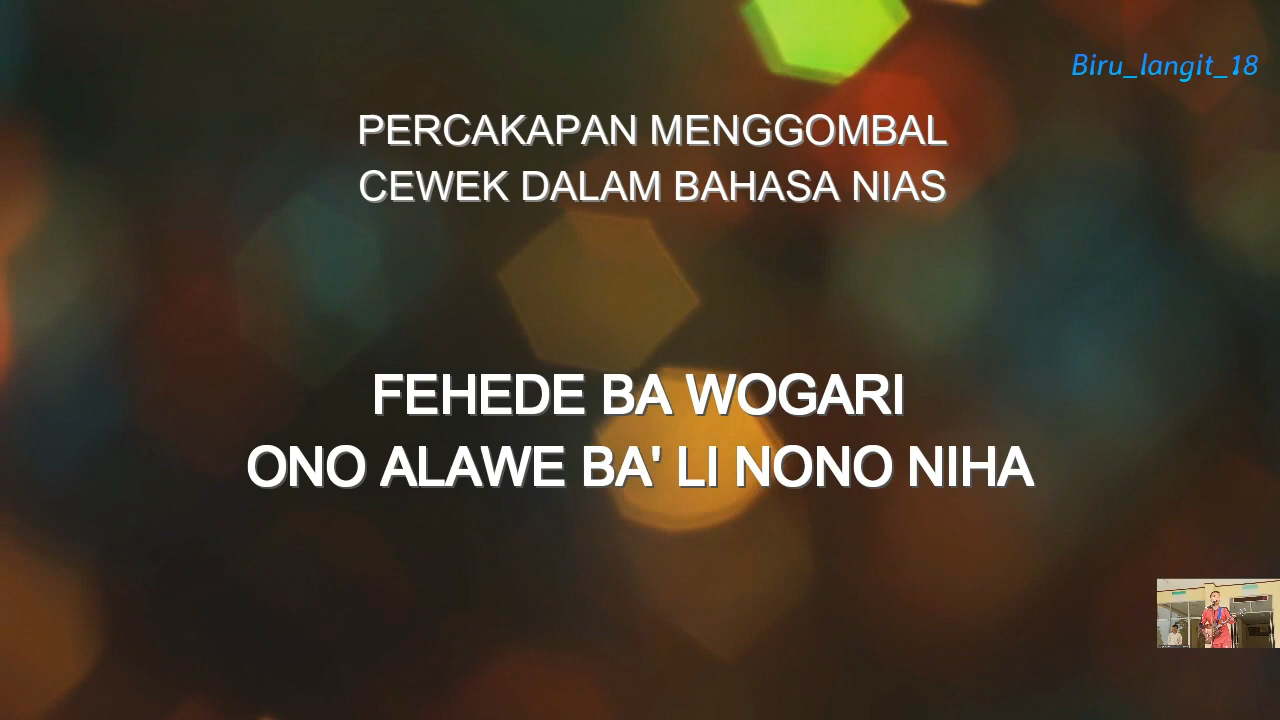 Biru_langit_18
PERCAKAPAN MENGGOMBAL
CEWEK DALAM BAHASA NIAS
FEHEDE BA WOGARI
ONO ALAWE BA' LI NONO NIHA